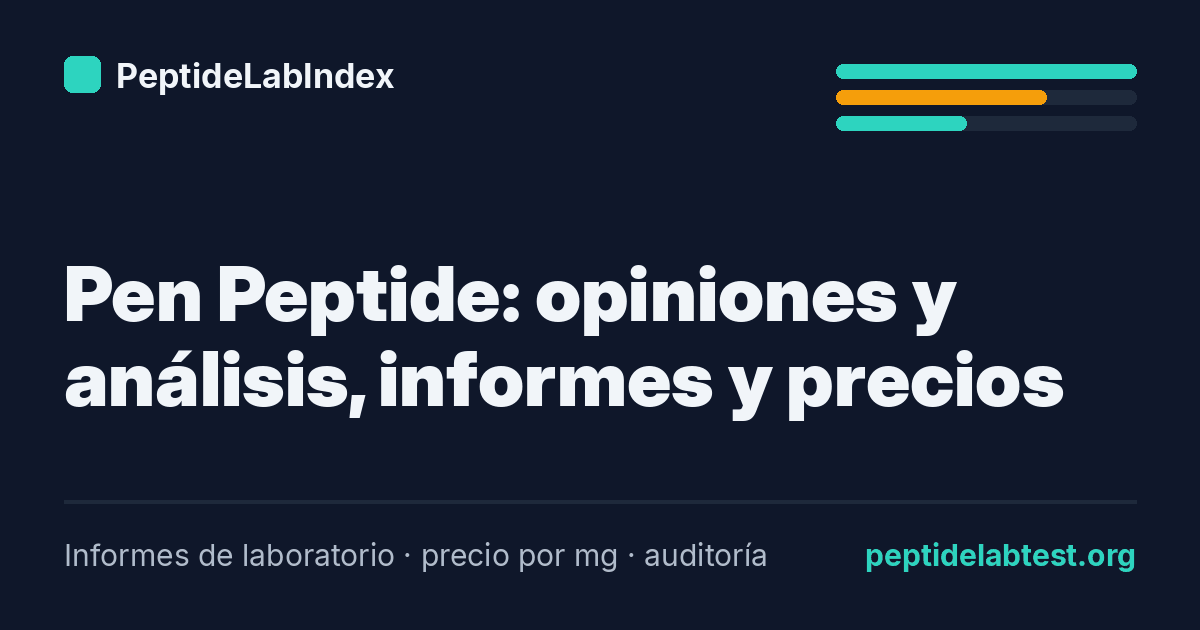 PeptideLabIndex
Pen Peptide: opiniones y
análisis, informes y precios
Informes de laboratorio · precio por mg · auditoría
peptidelabtest.org